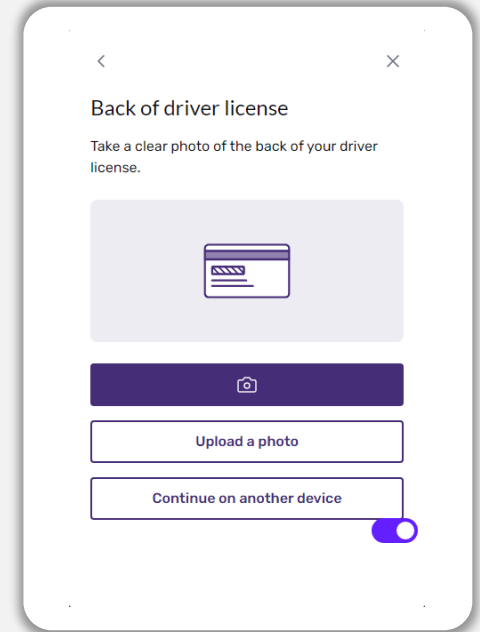 Back of driver license
Take a clear photo of the back of your driver
license.
Upload a photo
Continue on another device